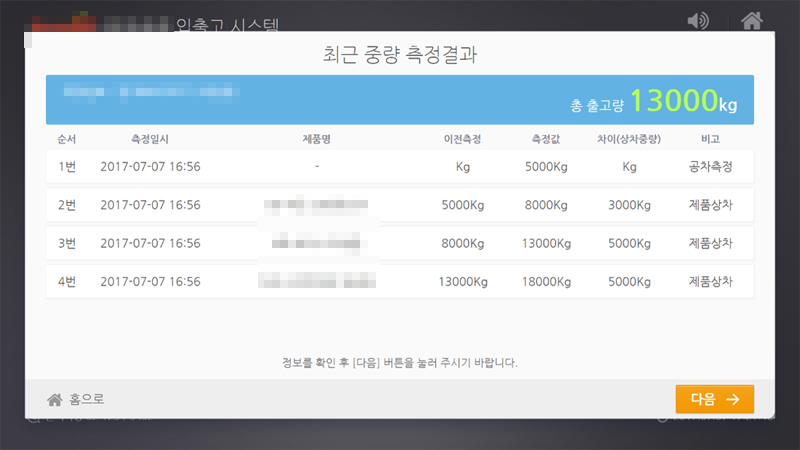 입출고 시스템
최근 중량 측정결과
총 출고량 13000kg
순서 측정일시 제품명 이전측정 측정값 차이(상차중량) 비고
1번 2017-07-07 16:56 - Kg 5000Kg Kg 공차측정
2번 2017-07-07 16:56 5000Kg 8000Kg 3000Kg 제품상차
3번 2017-07-07 16:56 8000Kg 13000Kg 5000Kg 제품상차
4번 2017-07-07 16:56 13000Kg 18000Kg 5000Kg 제품상차
정보를 확인 후 [다음] 버튼을 눌러 주시기 바랍니다.
홈으로 다음 →